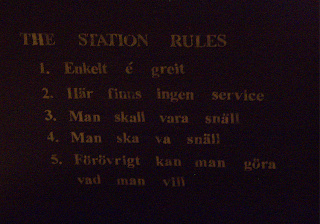 THE STATION RULES
1. Enkelt é greit
2. Här finns ingen service
3. Man skall vara snäll
4. Man ska va snäll
5. Förövrigt kan man göra
vad man vill